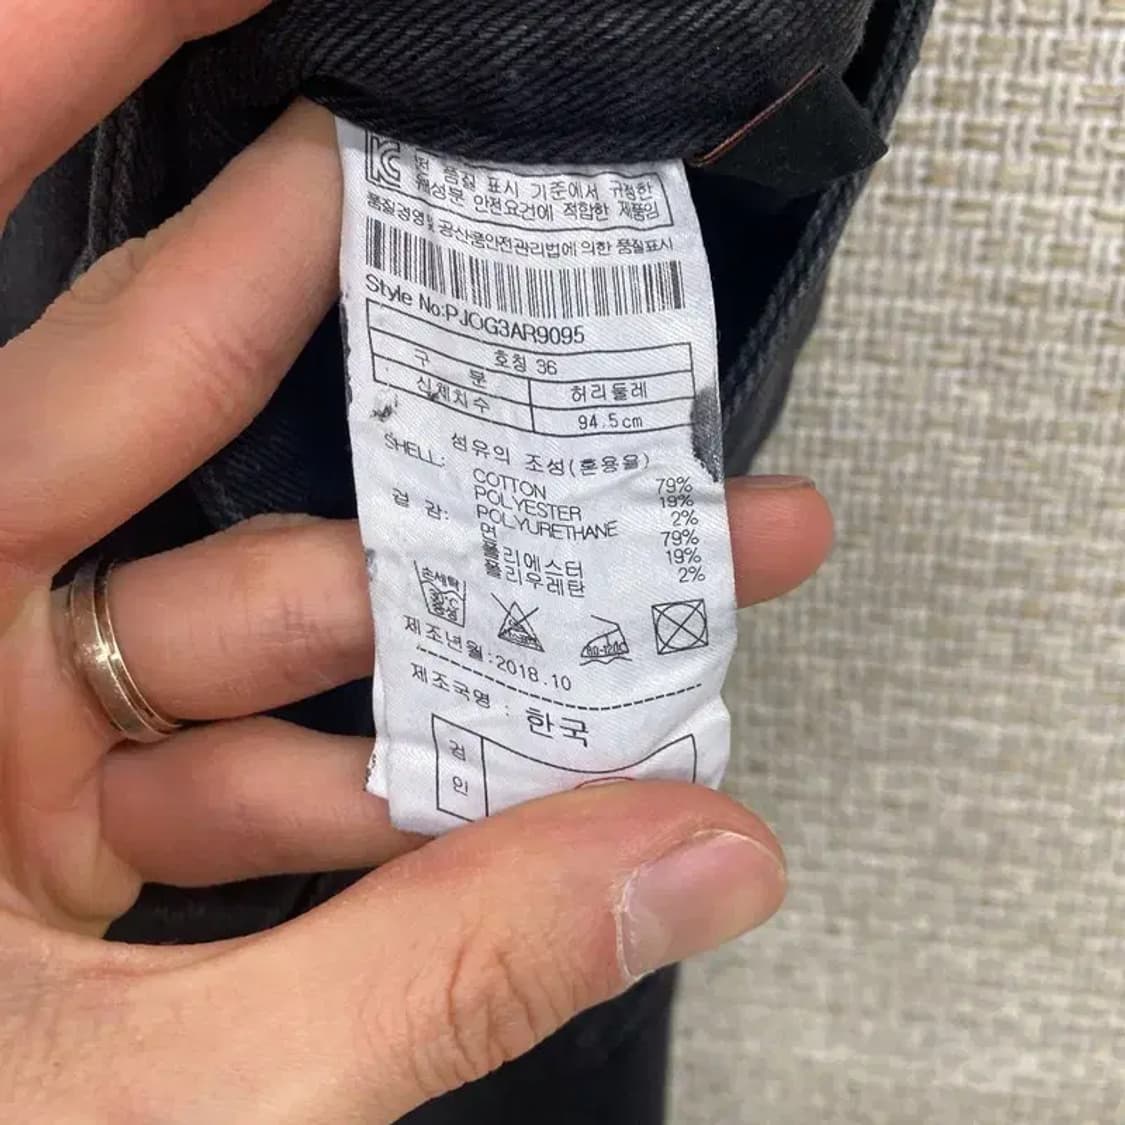 품질 표시 기준에서 규정한
유성분 안전요건에 적합한 제품임
품질경영및 공산품안전관리법에 의한 품질표시
Style No:PJOG3AR9095
호칭 36
구 분 허리둘레
신체치수 94.5cm
섬유의 조성(혼용율)
SHELL: COTTON 79%
POLYESTER 19%
POLYURETHANE 2%
겉 감: 면 79%
폴리에스터 19%
폴리우레탄 2%
손세탁
30℃
중성
80-120℃
제조년월:2018.10
제조국명 : 한국
검
인